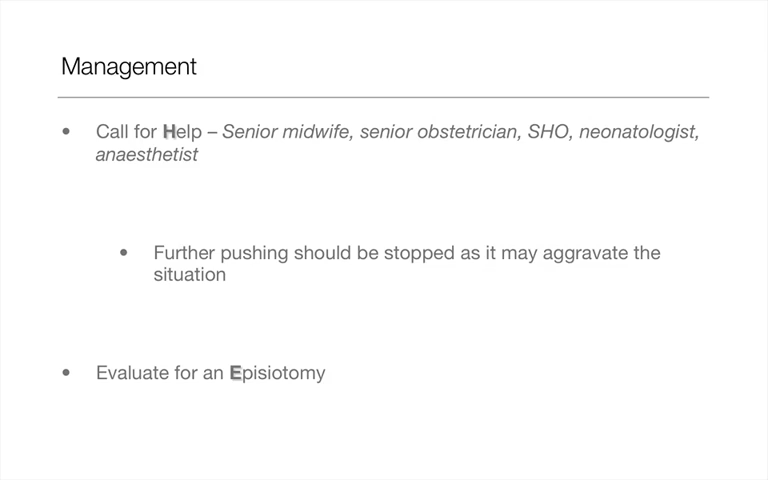 Management
• Call for Help – Senior midwife, senior obstetrician, SHO, neonatologist,
anaesthetist
• Further pushing should be stopped as it may aggravate the
situation
• Evaluate for an Episiotomy